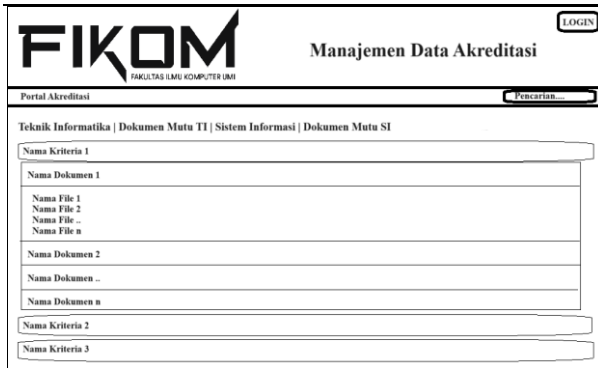 LOGIN
FIKOM
FAKULTAS ILMU KOMPUTER UMI
Manajemen Data Akreditasi
Portal Akreditasi
Pencarian....
Teknik Informatika | Dokumen Mutu TI | Sistem Informasi | Dokumen Mutu SI
Nama Kriteria 1
Nama Dokumen 1
Nama File 1
Nama File 2
Nama File ..
Nama File n
Nama Dokumen 2
Nama Dokumen ..
Nama Dokumen n
Nama Kriteria 2
Nama Kriteria 3